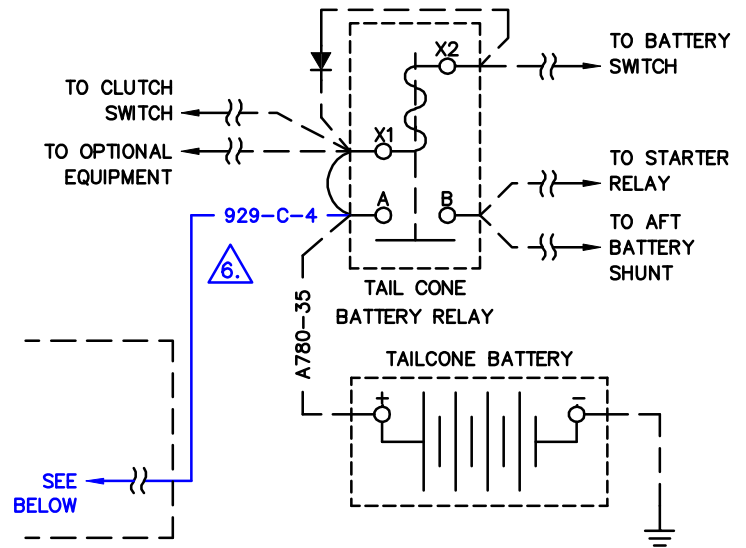 X2
TO BATTERY
SWITCH
TO CLUTCH
SWITCH
X1
TO OPTIONAL
EQUIPMENT
TO STARTER
RELAY
A
B
929-C-4
TO AFT
BATTERY
SHUNT
6.
TAIL CONE
BATTERY RELAY
A780-35
TAILCONE BATTERY
+
-
SEE
BELOW